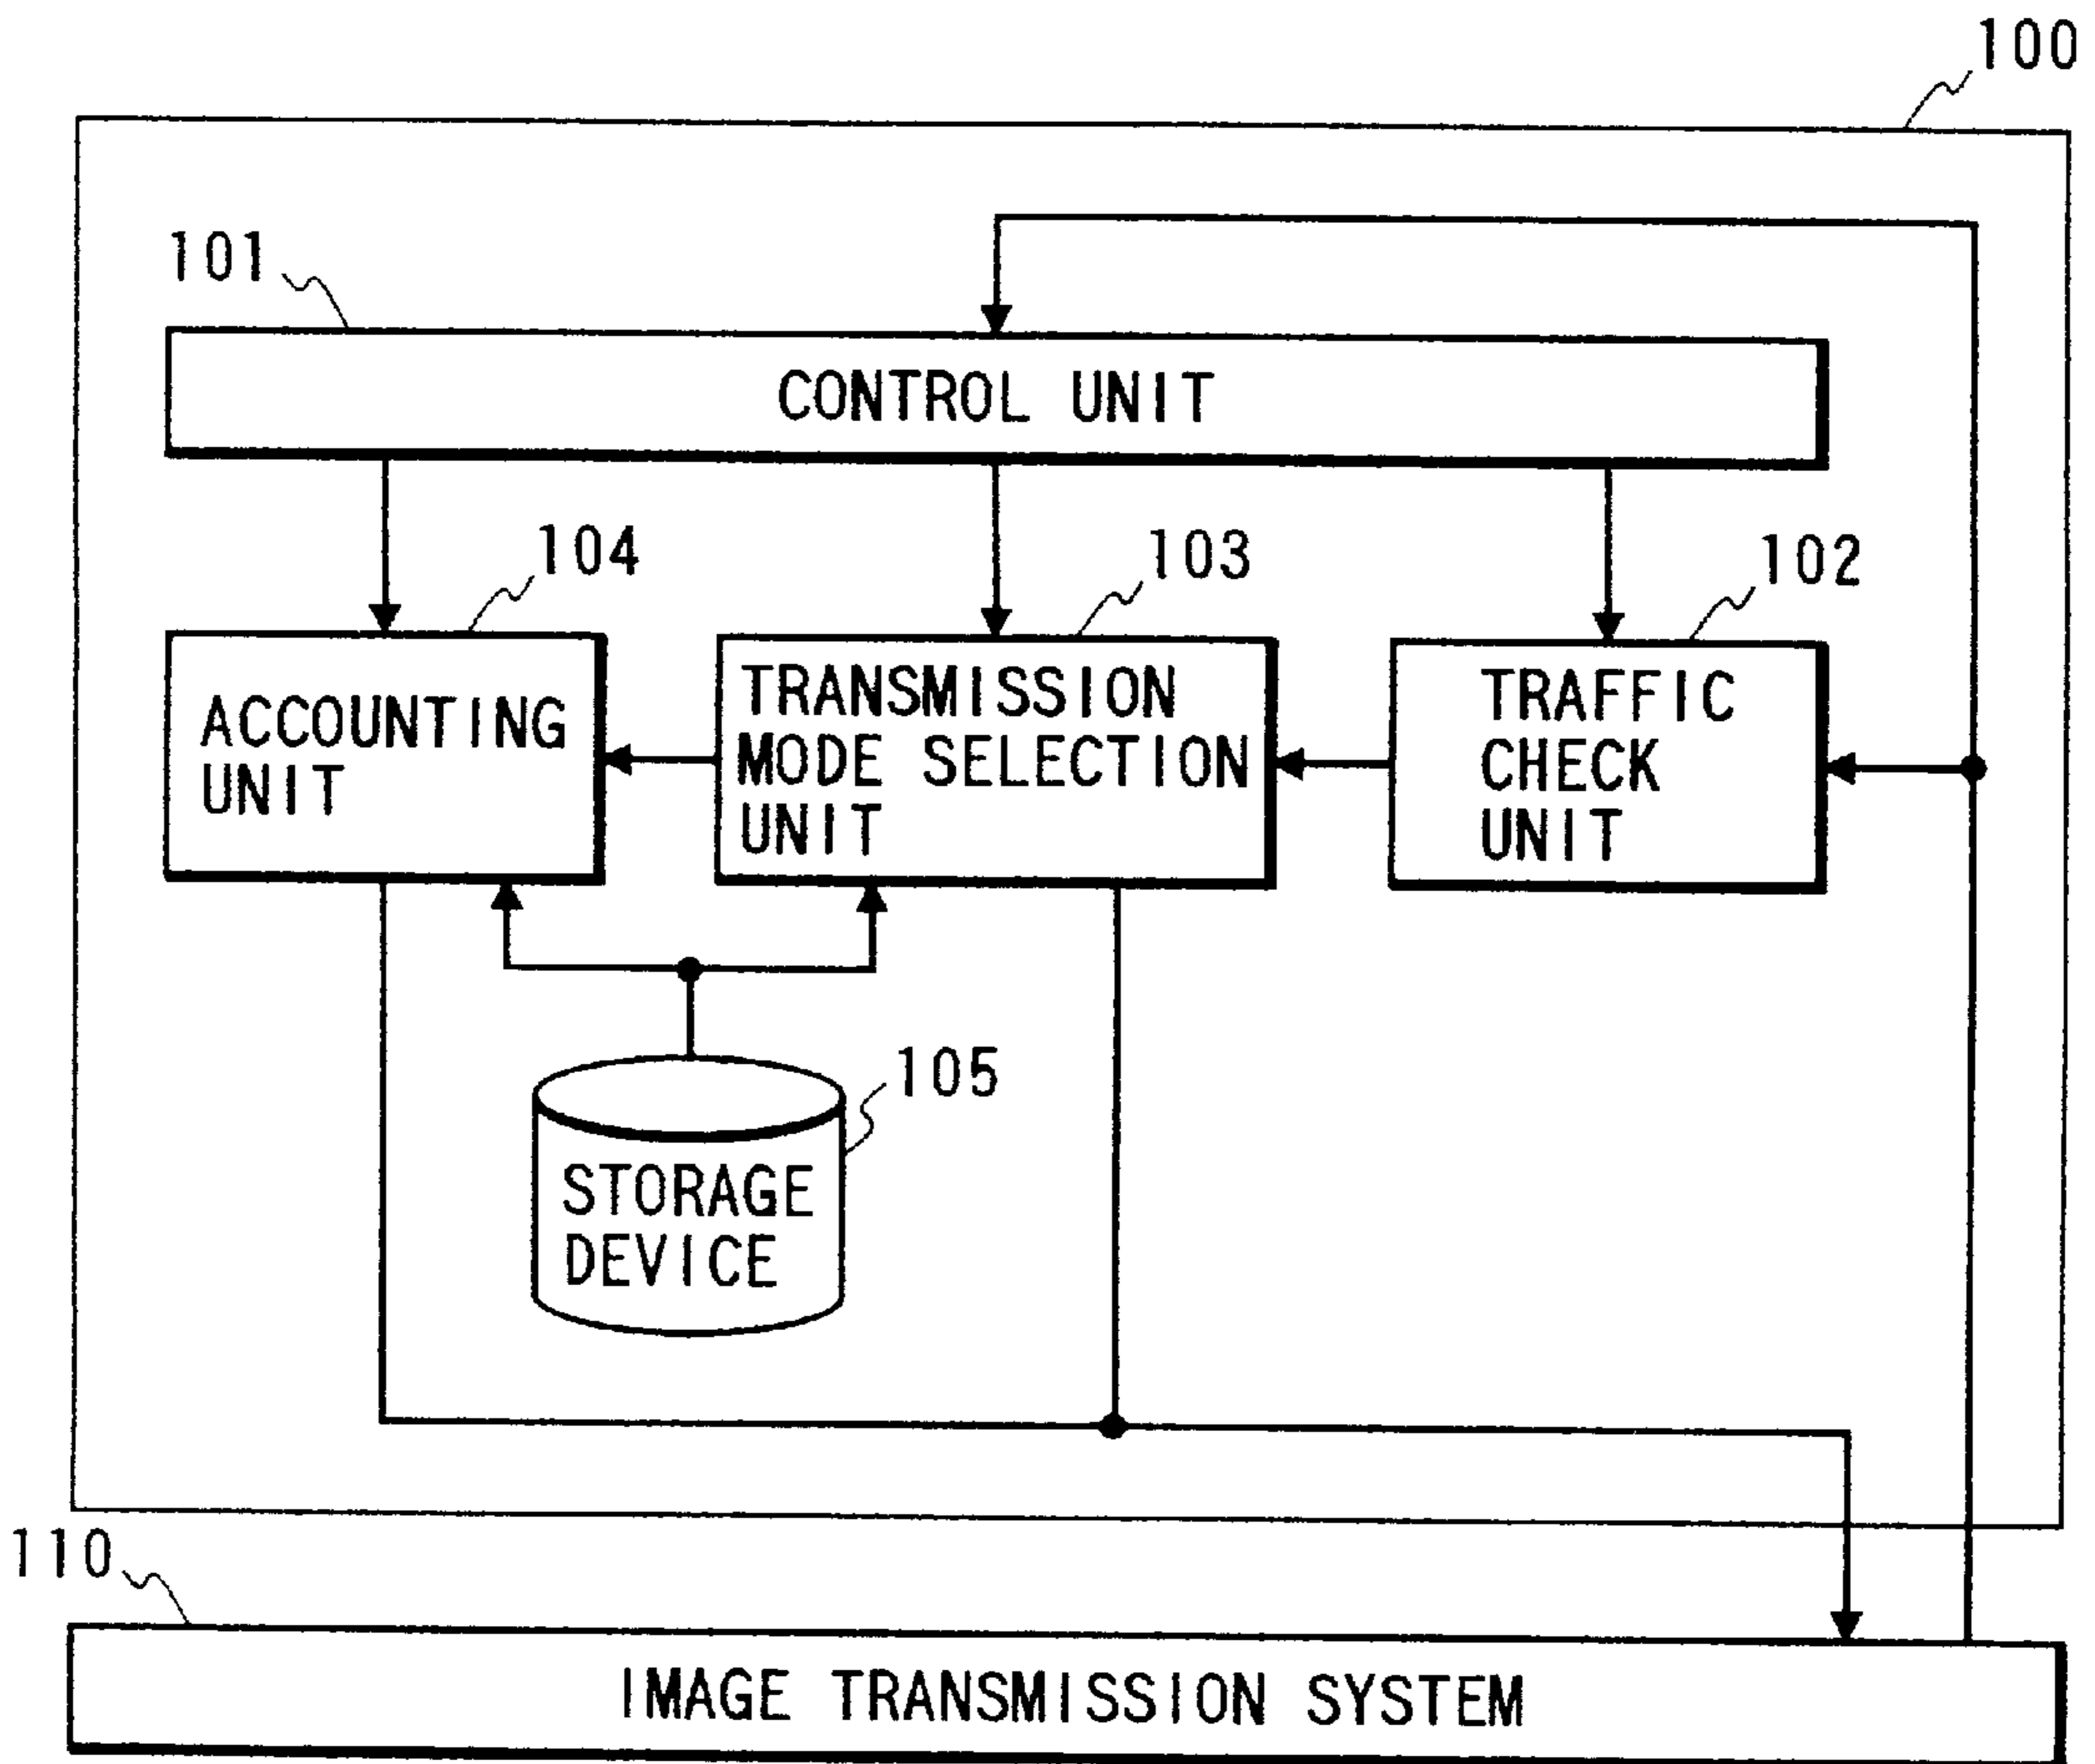 100
101
CONTROL UNIT
104
103
102
ACCOUNTING
UNIT
TRANSMISSION
MODE SELECTION
UNIT
TRAFFIC
CHECK
UNIT
105
STORAGE
DEVICE
110
IMAGE TRANSMISSION SYSTEM